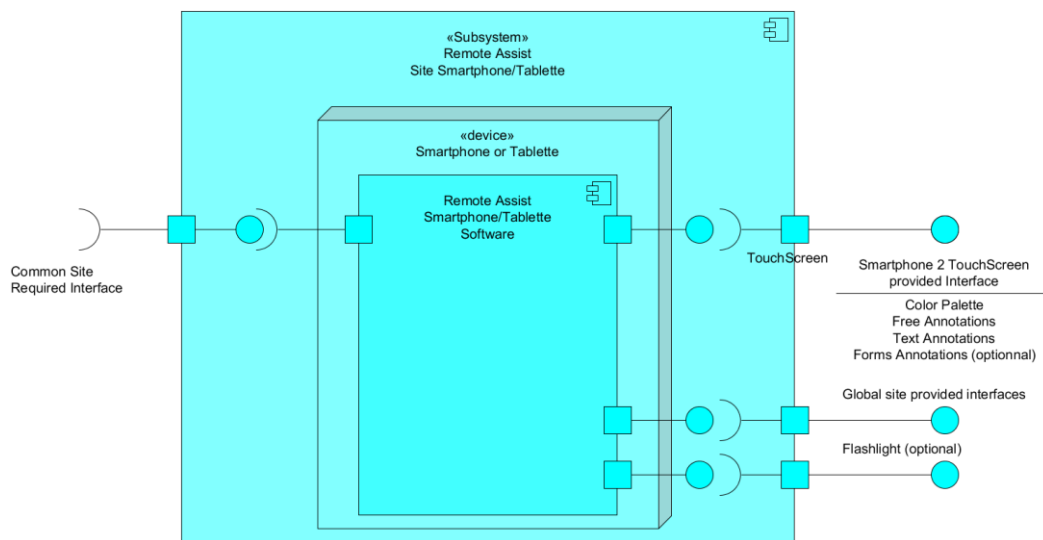 «Subsystem»
Remote Assist
Site Smartphone/Tablette
«device»
Smartphone or Tablette
Remote Assist
Smartphone/Tablette
Software
Common Site
Required Interface
TouchScreen
Smartphone 2 TouchScreen
provided Interface
Color Palette
Free Annotations
Text Annotations
Forms Annotations (optionnal)
Global site provided interfaces
Flashlight (optional)